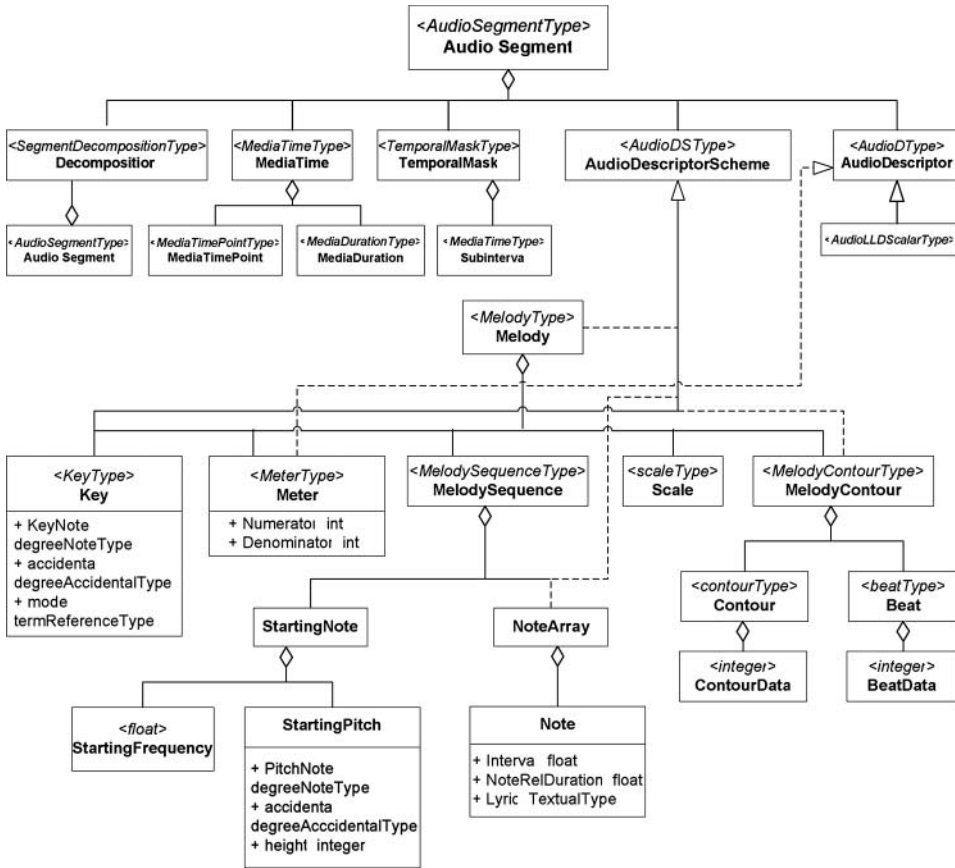 <AudioSegmentType>
Audio Segment
<SegmentDecompositionType>
Decompositior
<MediaTimeType>
MediaTime
<TemporalMaskType>
TemporalMask
<AudioDSType>
AudioDescriptorScheme
<AudioDType>
AudioDescriptor
<AudioSegmentType>
Audio Segment
<MediaTimePointType>
MediaTimePoint
<MediaDurationType>
MediaDuration
<MediaTimeType>
Subinterva
<AudioLLDScalarType>
<MelodyType>
Melody
<KeyType>
Key
+ KeyNote
degreeNoteType
+ accidenta
degreeAccidentalType
+ mode
termReferenceType
<MeterType>
Meter
+ Numerator int
+ Denominator int
<MelodySequenceType>
MelodySequence
<scaleType>
Scale
<MelodyContourType>
MelodyContour
<contourType>
Contour
<beatType>
Beat
StartingNote
NoteArray
<integer>
ContourData
<integer>
BeatData
<float>
StartingFrequency
StartingPitch
+ PitchNote
degreeNoteType
+ accidenta
degreeAcccidentalType
+ height integer
Note
+ Interva float
+ NoteRelDuration float
+ Lyric TextualType